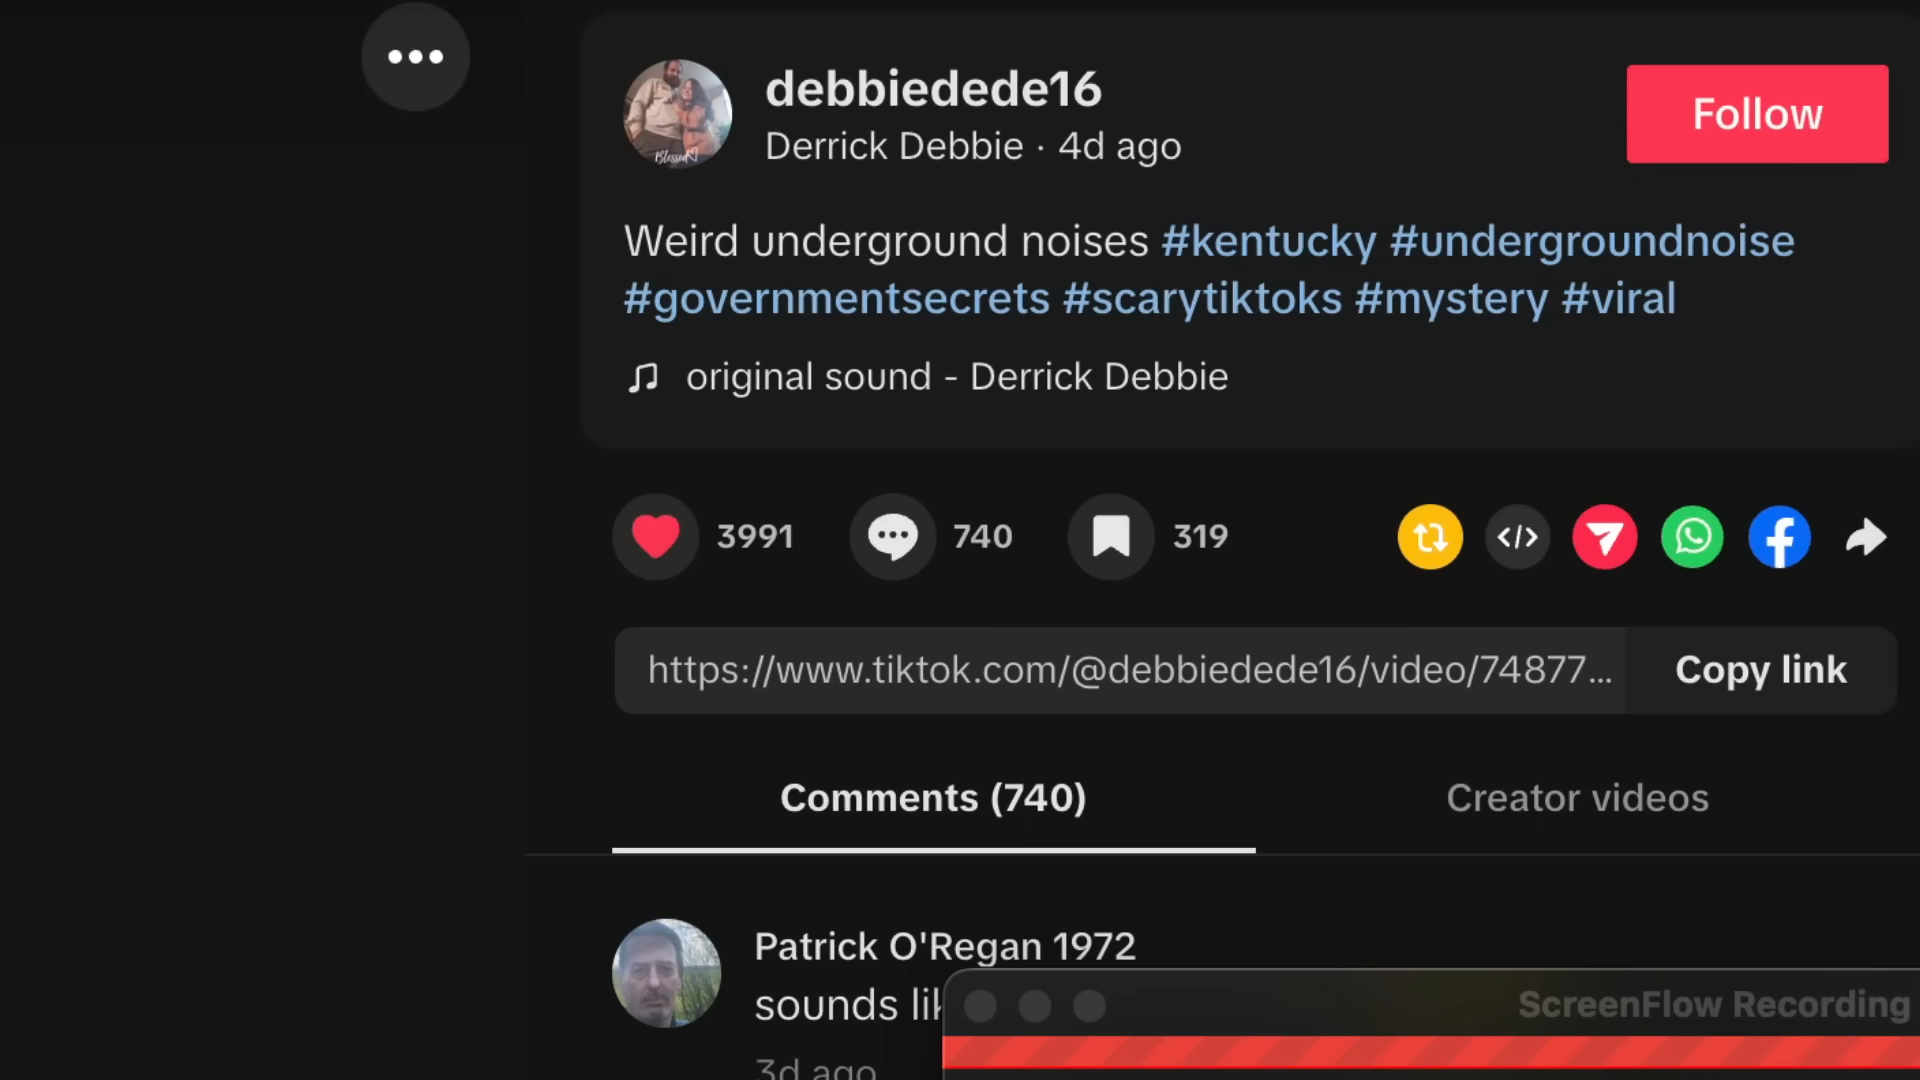 debbiedede16
Derrick Debbie · 4d ago
Follow
Weird underground noises #kentucky #undergroundnoise
#governmentsecrets #scarytiktoks #mystery #viral
original sound - Derrick Debbie
3991
740
319
https://www.tiktok.com/@debbiedede16/video/74877...
Copy link
Comments (740)
Creator videos
Patrick O'Regan 1972
sounds
3d ago
ScreenFlow Recording